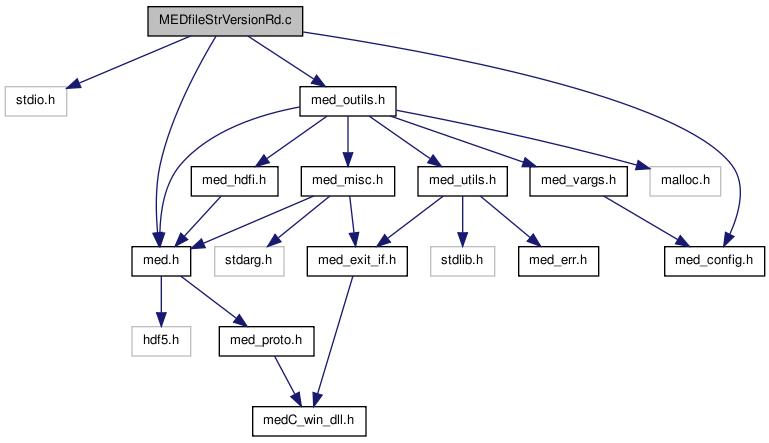 MEDfileStrVersionRd.c
stdio.h
med_outils.h
med_hdfi.h
med_misc.h
med_utils.h
med_vargs.h
malloc.h
med.h
stdarg.h
med_exit_if.h
stdlib.h
med_err.h
med_config.h
hdf5.h
med_proto.h
medC_win_dll.h